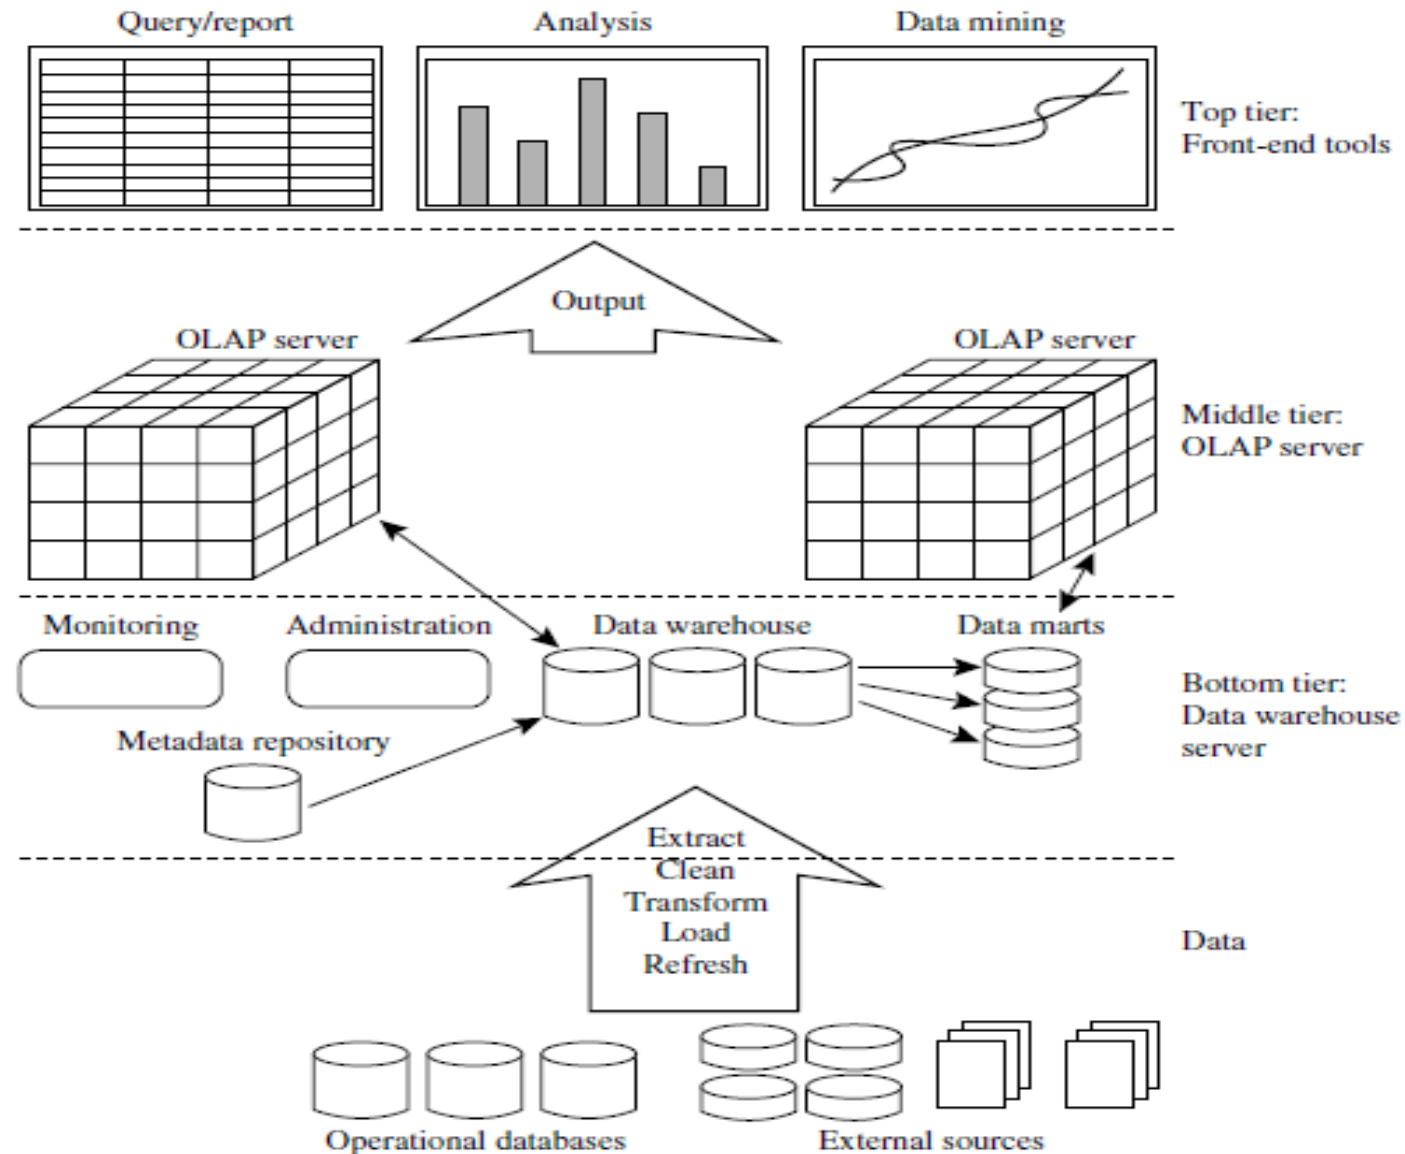 Query/report
Analysis
Data mining
Top tier:
Front-end tools
Output
OLAP server
OLAP server
Middle tier:
OLAP server
Monitoring
Administration
Data warehouse
Data marts
Bottom tier:
Data warehouse
server
Metadata repository
Extract
Clean
Transform
Load
Refresh
Data
Operational databases
External sources